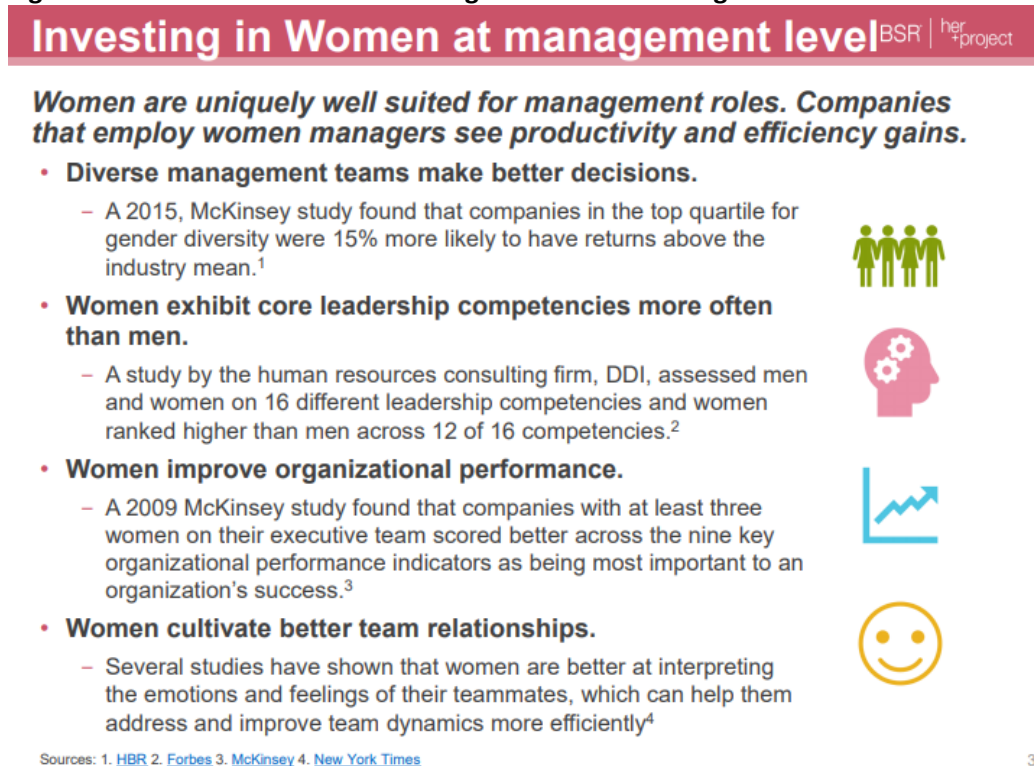 Investing in Women at management level
BSR | her+project
Women are uniquely well suited for management roles. Companies
that employ women managers see productivity and efficiency gains.
• Diverse management teams make better decisions.
– A 2015, McKinsey study found that companies in the top quartile for
gender diversity were 15% more likely to have returns above the
industry mean.1
• Women exhibit core leadership competencies more often
than men.
– A study by the human resources consulting firm, DDI, assessed men
and women on 16 different leadership competencies and women
ranked higher than men across 12 of 16 competencies.2
• Women improve organizational performance.
– A 2009 McKinsey study found that companies with at least three
women on their executive team scored better across the nine key
organizational performance indicators as being most important to an
organization's success.3
• Women cultivate better team relationships.
– Several studies have shown that women are better at interpreting
the emotions and feelings of their teammates, which can help them
address and improve team dynamics more efficiently4
Sources: 1. HBR 2. Forbes 3. McKinsey 4. New York Times
3